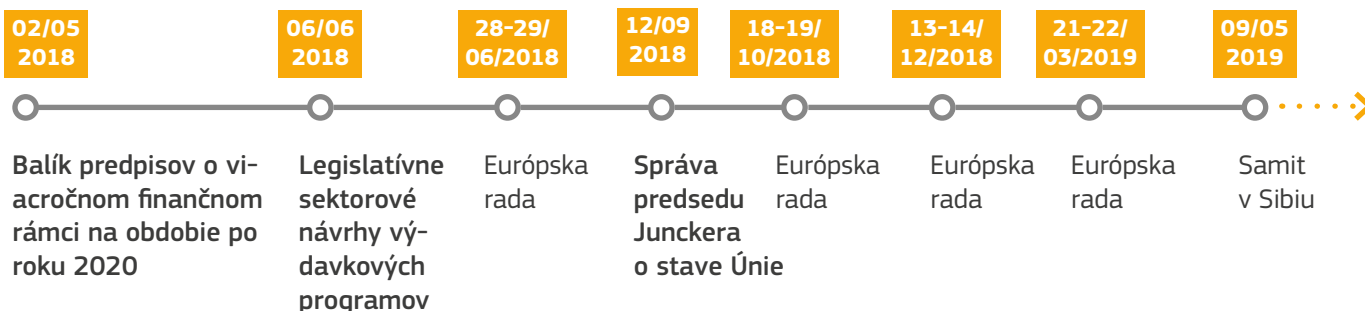 02/05
2018
06/06
2018
28-29/
06/2018
12/09
2018
18-19/
10/2018
13-14/
12/2018
21-22/
03/2019
09/05
2019
Balík predpisov o vi-
acročnom finančnom
rámci na obdobie po
roku 2020
Legislatívne
sektorové
návrhy vý-
davkových
programov
Európska
rada
Správa
predsedu
Junckera
o stave Únie
Európska
rada
Európska
rada
Európska
rada
Samit
v Sibiu